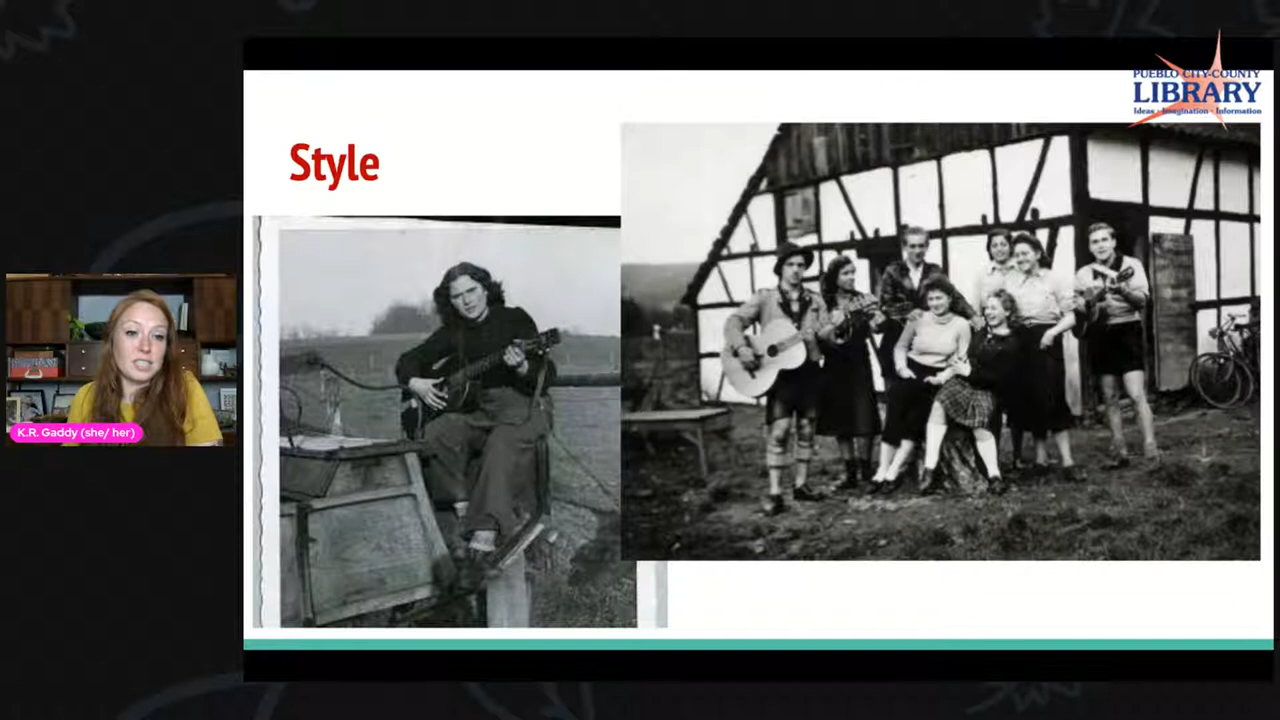 PUEBLO CITY-COUNTY
LIBRARY
Ideas · Imagination · Information
Style
K.R. Gaddy (she/ her)